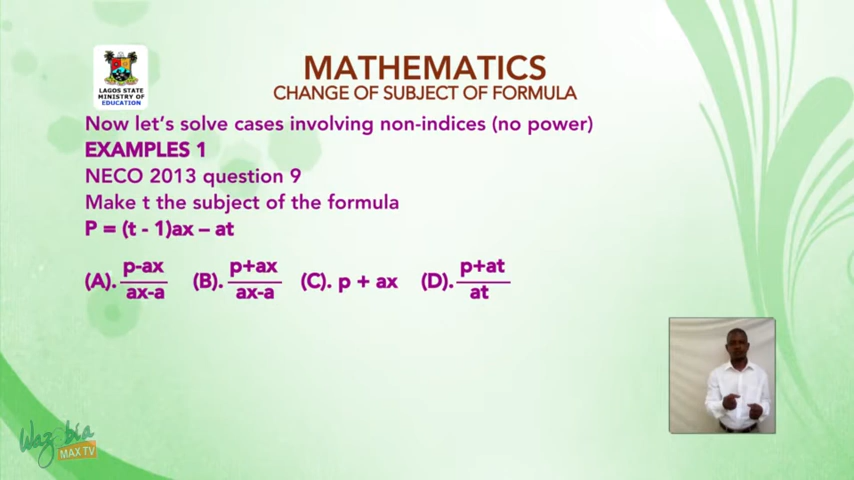 LAGOS STATE
MINISTRY OF
EDUCATION
MATHEMATICS
CHANGE OF SUBJECT OF FORMULA
Now let's solve cases involving non-indices (no power)
EXAMPLES 1
NECO 2013 question 9
Make t the subject of the formula
P = (t - 1)ax – at
(A). p-ax / ax-a (B). p+ax / ax-a (C). p + ax (D). p+at / at
Wazobia
MAX TV